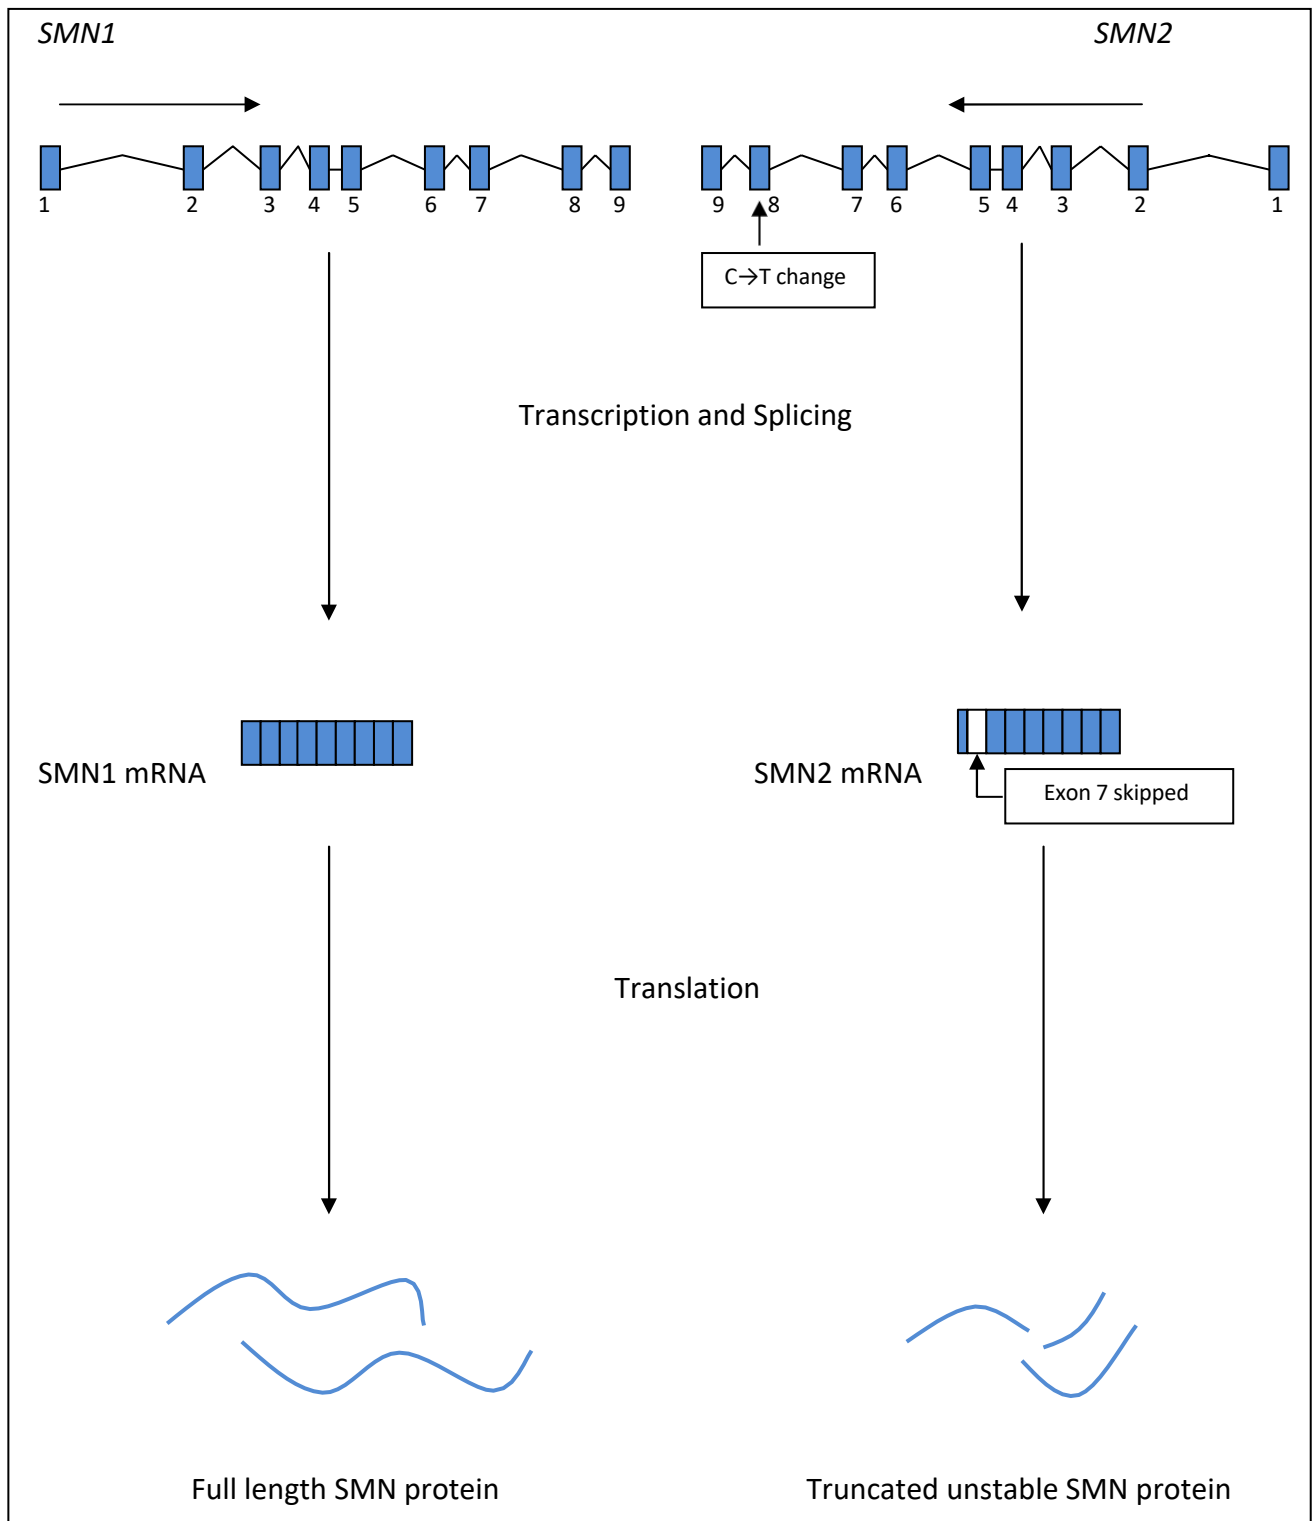 SMN1 SMN2
1 2 3 4 5 6 7 8 9 9 8 7 6 5 4 3 2 1
C→T change
Transcription and Splicing
SMN1 mRNA SMN2 mRNA
Exon 7 skipped
Translation
Full length SMN protein Truncated unstable SMN protein